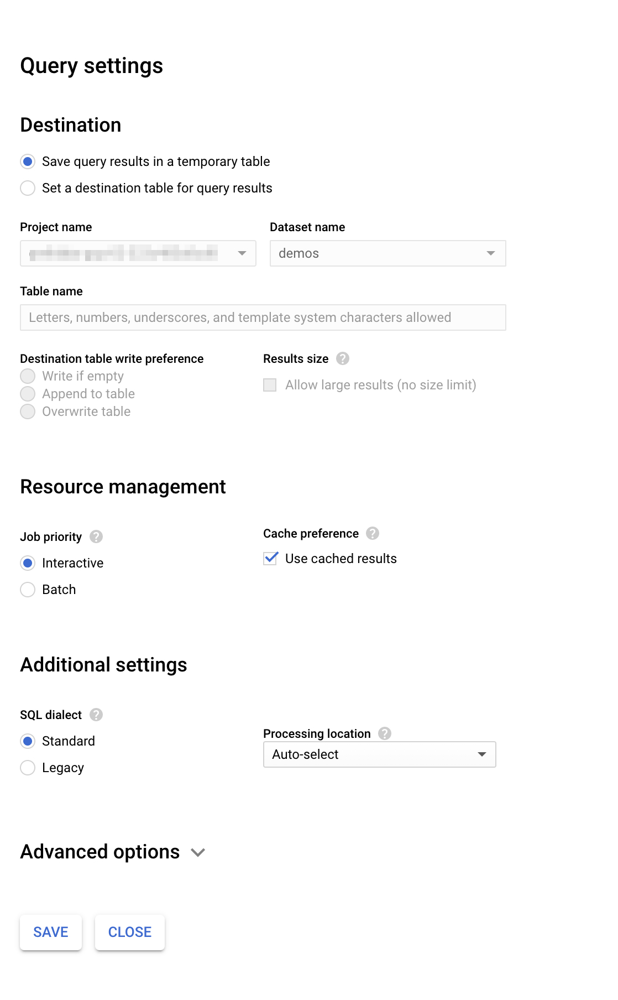 Query settings
Destination
Save query results in a temporary table
Set a destination table for query results
Project name
Dataset name
demos
Table name
Letters, numbers, underscores, and template system characters allowed
Destination table write preference
Write if empty
Append to table
Overwrite table
Results size ?
Allow large results (no size limit)
Resource management
Job priority ?
Interactive
Batch
Cache preference ?
Use cached results
Additional settings
SQL dialect ?
Standard
Legacy
Processing location ?
Auto-select
Advanced options
SAVE
CLOSE